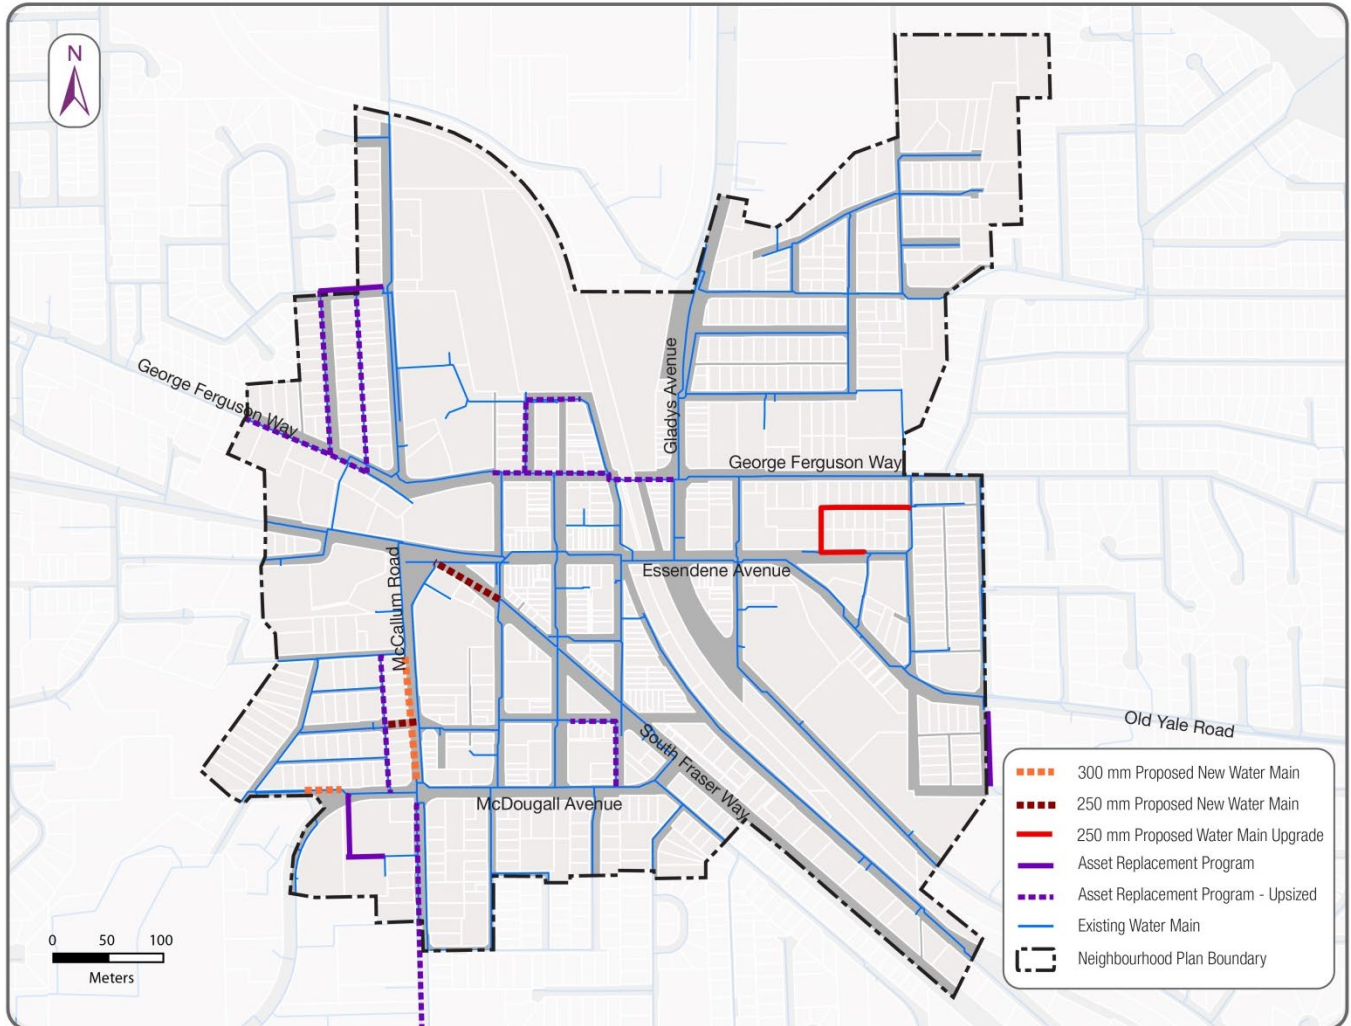 N
George Ferguson Way
Gladys Avenue
George Ferguson Way
McCallum Road
Essendene Avenue
South Fraser Way
McDougall Avenue
Old Yale Road
0 50 100
Meters
300 mm Proposed New Water Main
250 mm Proposed New Water Main
250 mm Proposed Water Main Upgrade
Asset Replacement Program
Asset Replacement Program - Upsized
Existing Water Main
Neighbourhood Plan Boundary